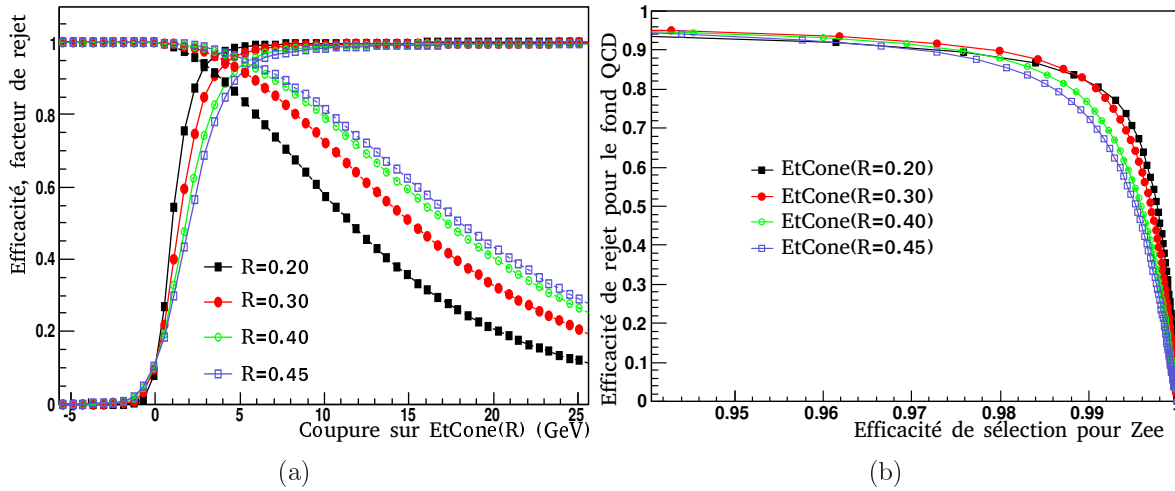 Efficacité, facteur de rejet
1
0.8
0.6
0.4
0.2
0
R=0.20
R=0.30
R=0.40
R=0.45
-5 0 5 10 15 20 25
Coupure sur EtCone(R) (GeV)
(a)
Efficacité de rejet pour le fond QCD
1
0.9
0.8
0.7
0.6
0.5
0.4
0.3
0.2
0.1
0
EtCone(R=0.20)
EtCone(R=0.30)
EtCone(R=0.40)
EtCone(R=0.45)
0.95 0.96 0.97 0.98 0.99 1
Efficacité de sélection pour Zee
(b)